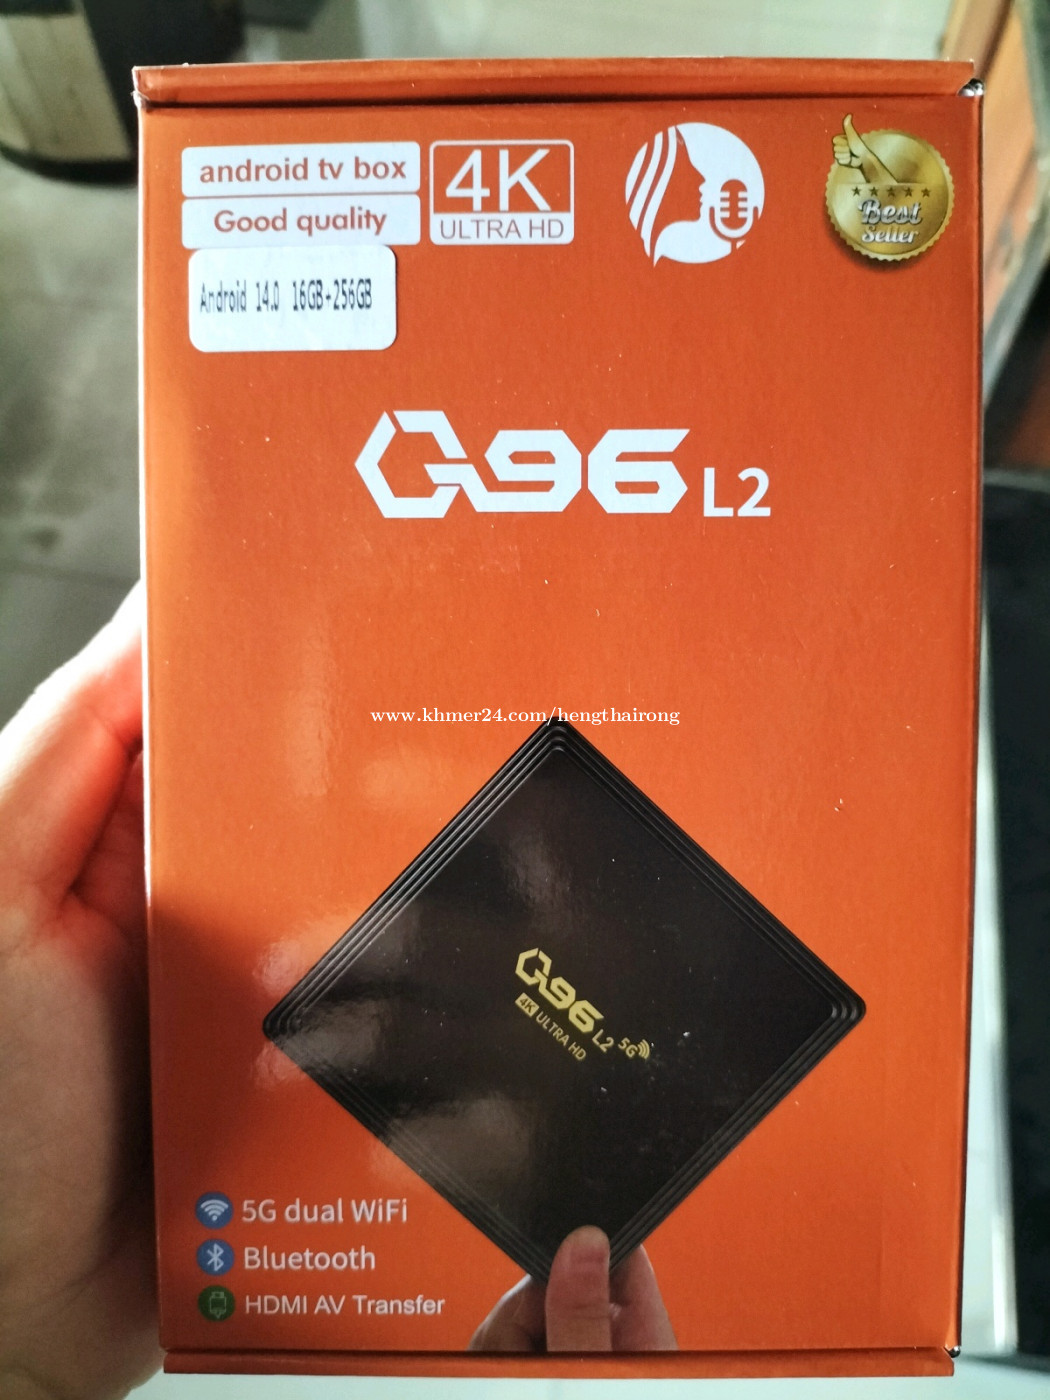 android tv box
Good quality
4K
ULTRA HD
Best
Seller
Android 14.0 16GB+256GB
Q96 L2
www.khmer24.com/hengthairong
Q96 L2 5G
4K ULTRA HD
5G dual WiFi
Bluetooth
HDMI AV Transfer